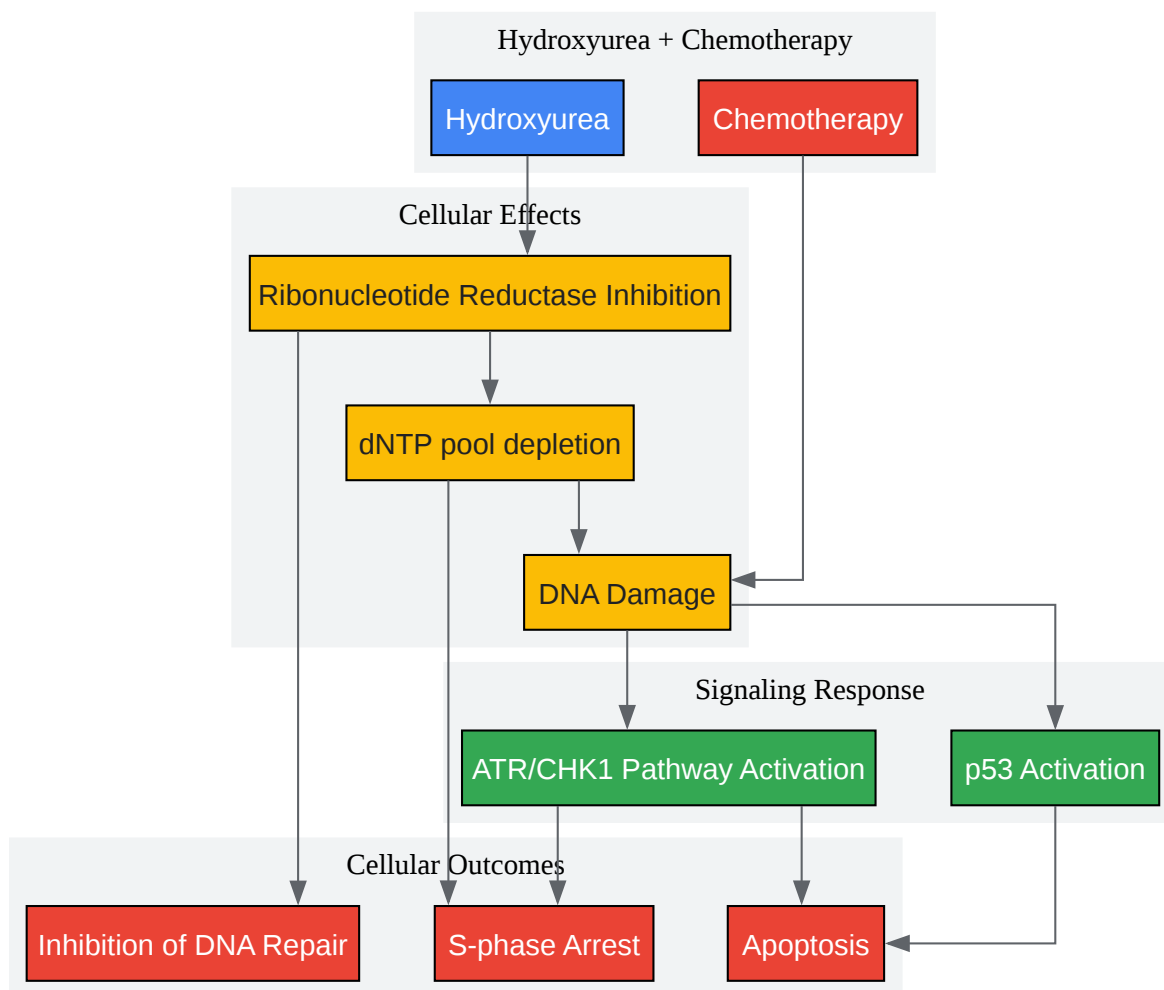 Hydroxyurea + Chemotherapy
Hydroxyurea
Chemotherapy
Cellular Effects
Ribonucleotide Reductase Inhibition
dNTP pool depletion
DNA Damage
Signaling Response
ATR/CHK1 Pathway Activation
p53 Activation
Cellular Outcomes
Inhibition of DNA Repair
S-phase Arrest
Apoptosis